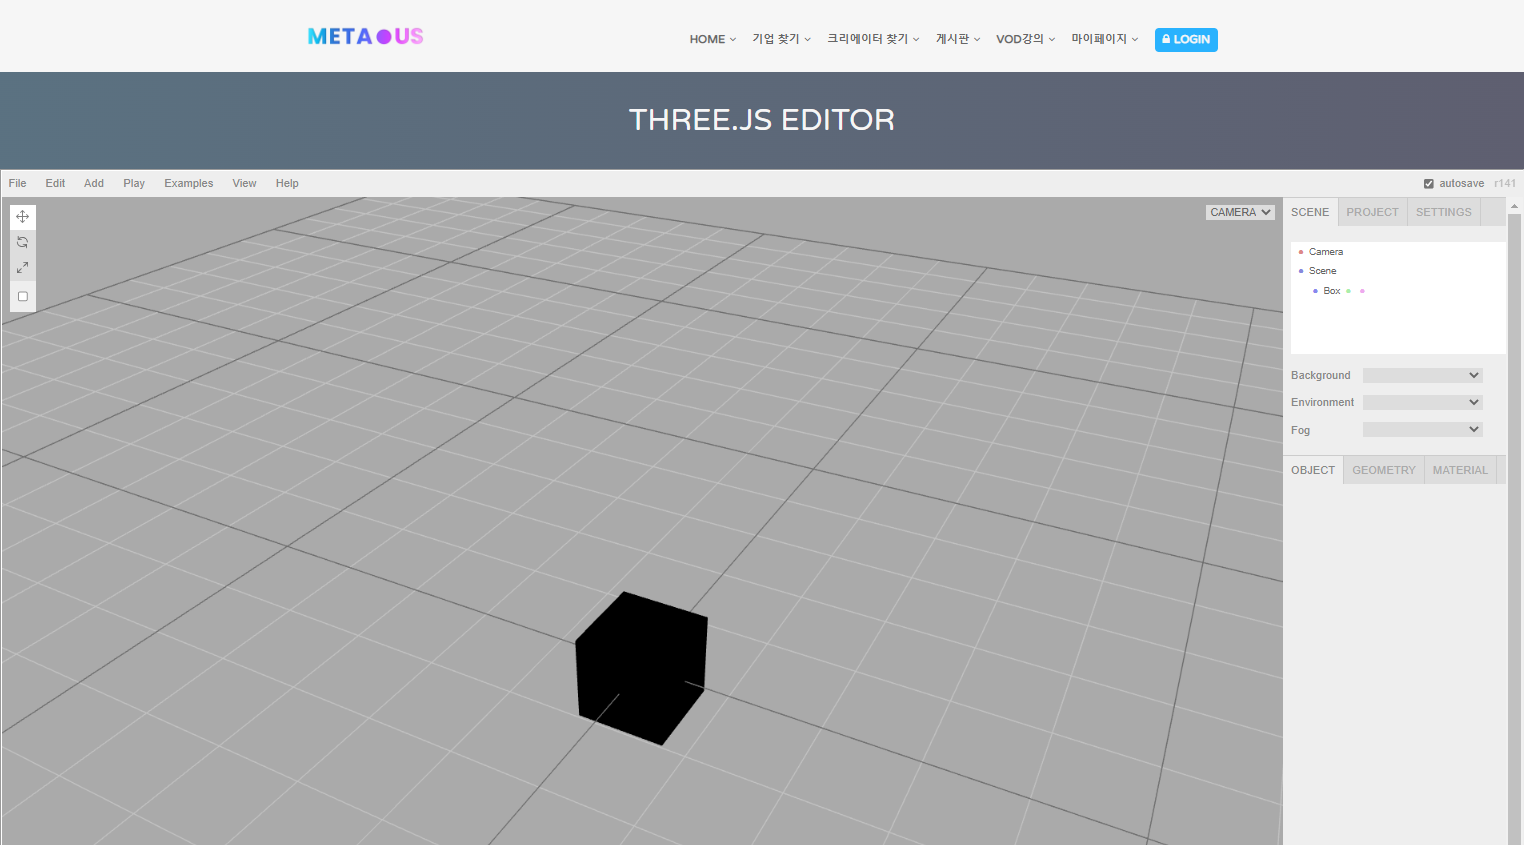 META●US
HOME 기업 찾기 크리에이터 찾기 게시판 VOD강의 마이페이지 LOGIN
THREE.JS EDITOR
File Edit Add Play Examples View Help autosave r141
CAMERA
SCENE PROJECT SETTINGS
Camera
Scene
Box
Background
Environment
Fog
OBJECT GEOMETRY MATERIAL